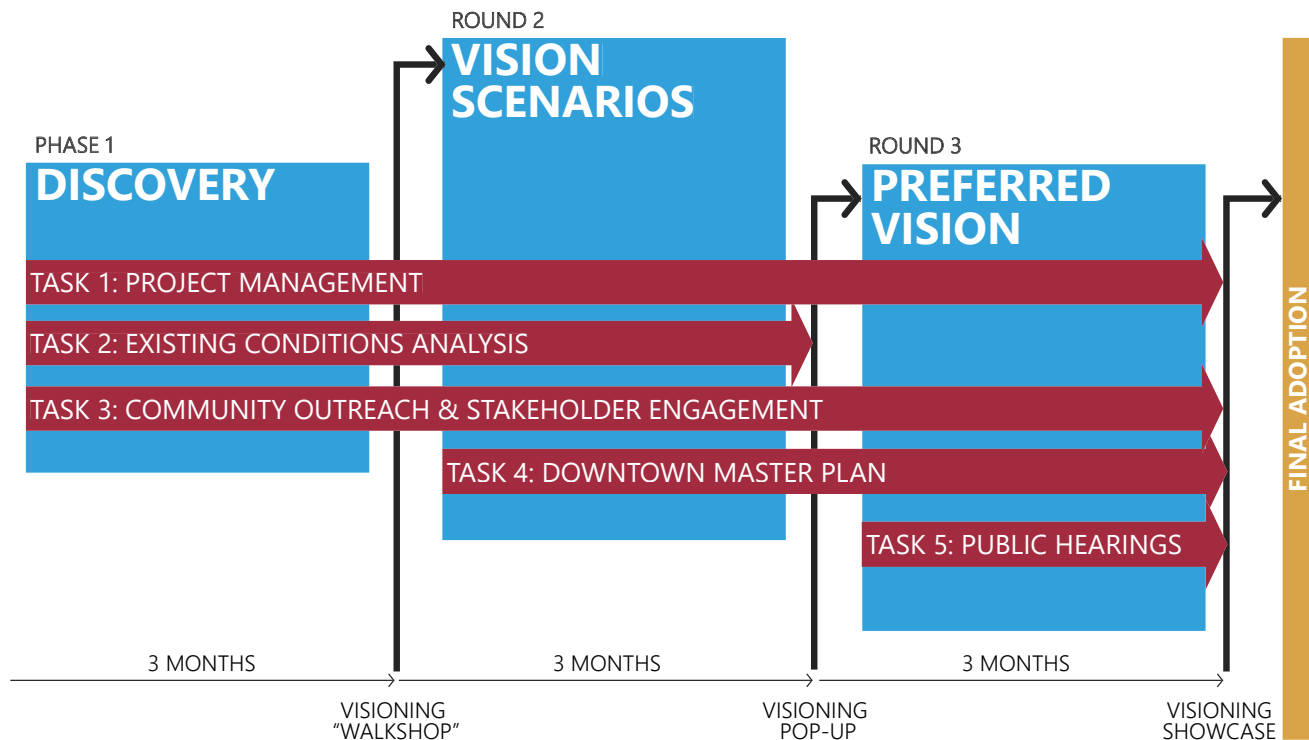 PHASE 1
DISCOVERY
ROUND 2
VISION
SCENARIOS
ROUND 3
PREFERRED
VISION
TASK 1: PROJECT MANAGEMENT
TASK 2: EXISTING CONDITIONS ANALYSIS
TASK 3: COMMUNITY OUTREACH & STAKEHOLDER ENGAGEMENT
TASK 4: DOWNTOWN MASTER PLAN
TASK 5: PUBLIC HEARINGS
FINAL ADOPTION
3 MONTHS
3 MONTHS
3 MONTHS
VISIONING
“WALKSHOP”
VISIONING
POP-UP
VISIONING
SHOWCASE